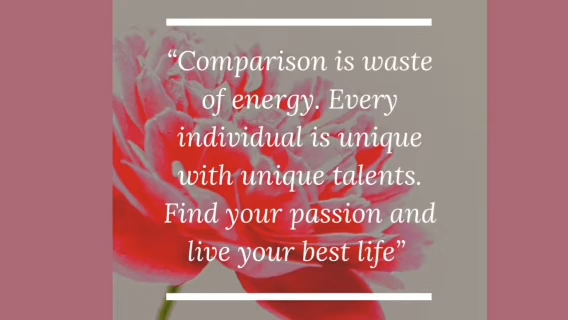 “Comparison is waste
of energy. Every
individual is unique
with unique talents.
Find your passion and
live your best life”